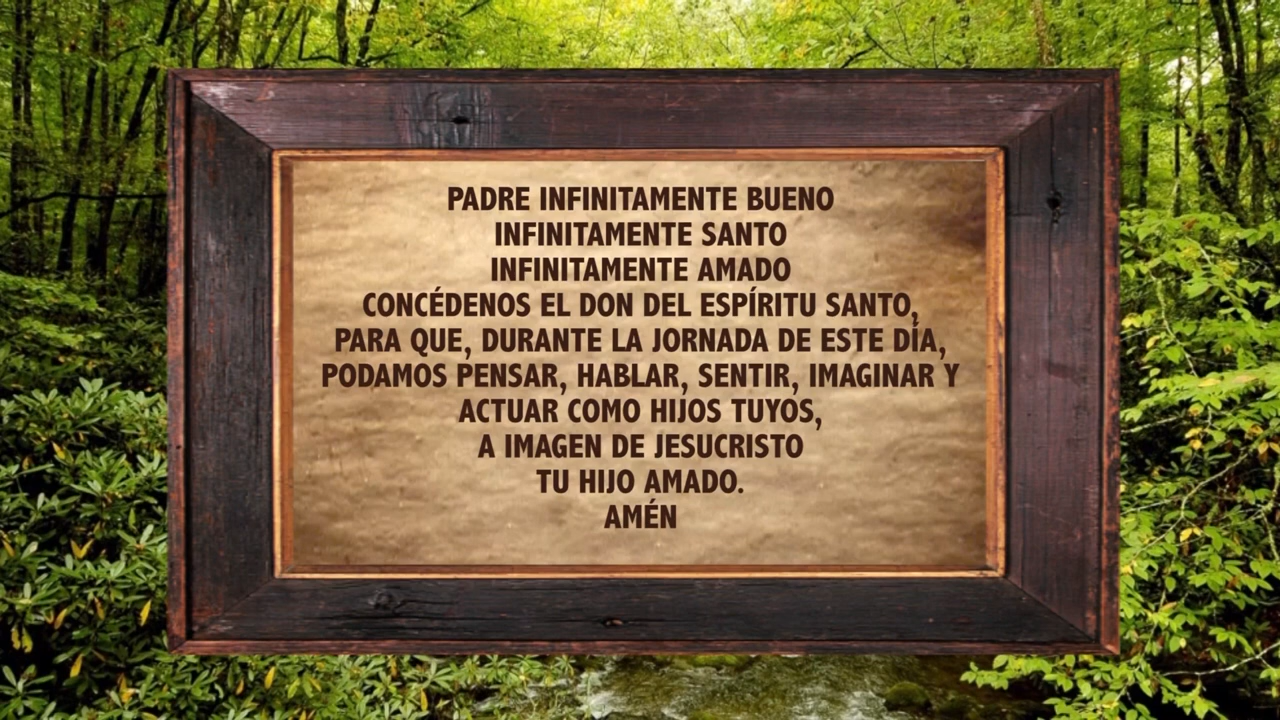 PADRE INFINITAMENTE BUENO
INFINITAMENTE SANTO
INFINITAMENTE AMADO
CONCÉDENOS EL DON DEL ESPÍRITU SANTO,
PARA QUE, DURANTE LA JORNADA DE ESTE DÍA,
PODAMOS PENSAR, HABLAR, SENTIR, IMAGINAR Y
ACTUAR COMO HIJOS TUYOS,
A IMAGEN DE JESUCRISTO
TU HIJO AMADO.
AMÉN